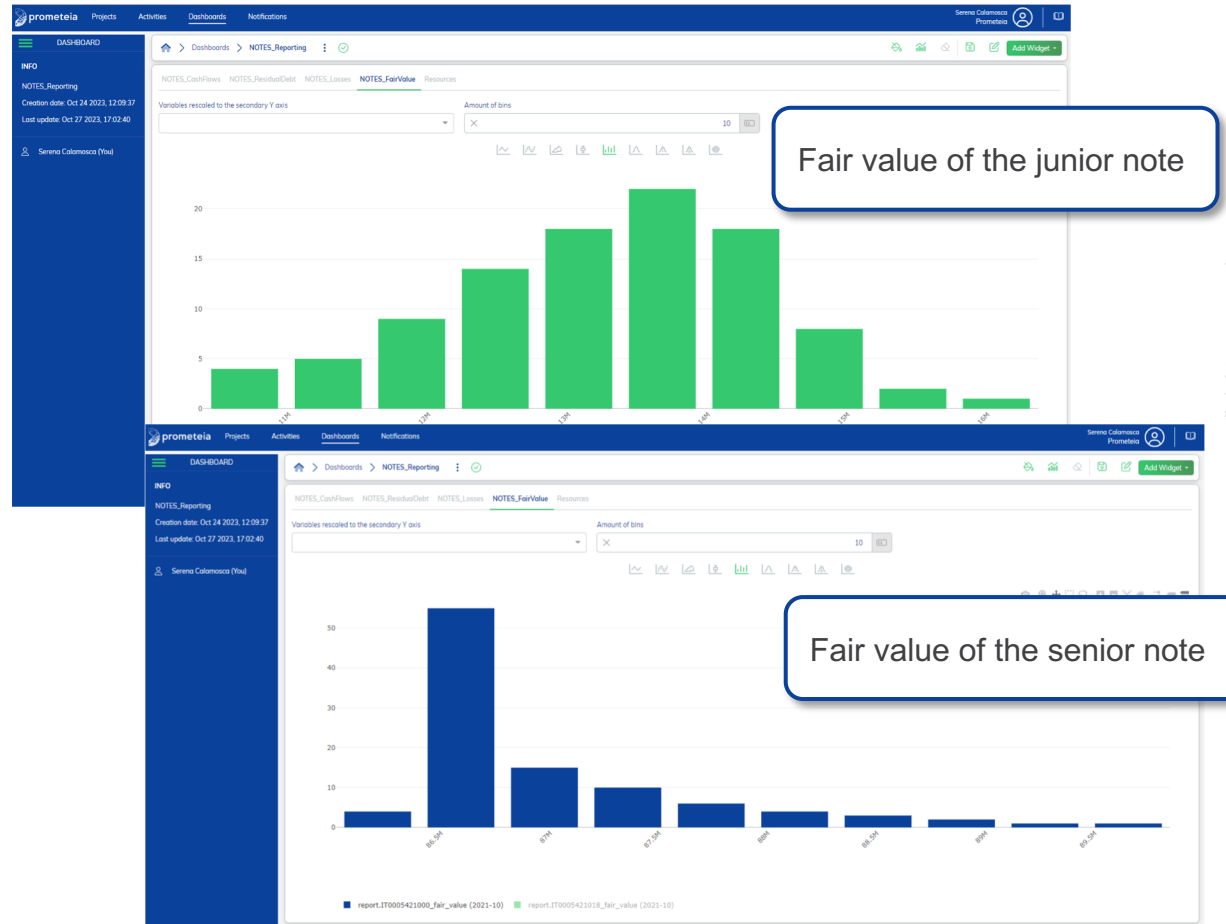 prometeia Projects Activities Dashboards Notifications Serena Calamosca
Prometeia
DASHBOARD
INFO
NOTES_Reporting
Creation date: Oct 24 2023, 12:09:37
Last update: Oct 27 2023, 17:02:40
Serena Calamosca (You)
Dashboards > NOTES_Reporting Add Widget
NOTES_CashFlows NOTES_ResidualDebt NOTES_Losses NOTES_FairValue Resources
Variables rescaled to the secondary Y axis Amount of bins
10
Fair value of the junior note
20
15
10
5
0
11M 12M 13M 14M 15M 16M
prometeia Projects Activities Dashboards Notifications Serena Calamosca
Prometeia
DASHBOARD
INFO
NOTES_Reporting
Creation date: Oct 24 2023, 12:09:37
Last update: Oct 27 2023, 17:02:40
Serena Calamosca (You)
Dashboards > NOTES_Reporting Add Widget
NOTES_CashFlows NOTES_ResidualDebt NOTES_Losses NOTES_FairValue Resources
Variables rescaled to the secondary Y axis Amount of bins
10
Fair value of the senior note
50
40
30
20
10
0
86.5M 87M 87.5M 88M 88.5M 89M 89.5M
report.IT0005421000_fair_value (2021-10) report.IT0005421018_fair_value (2021-10)